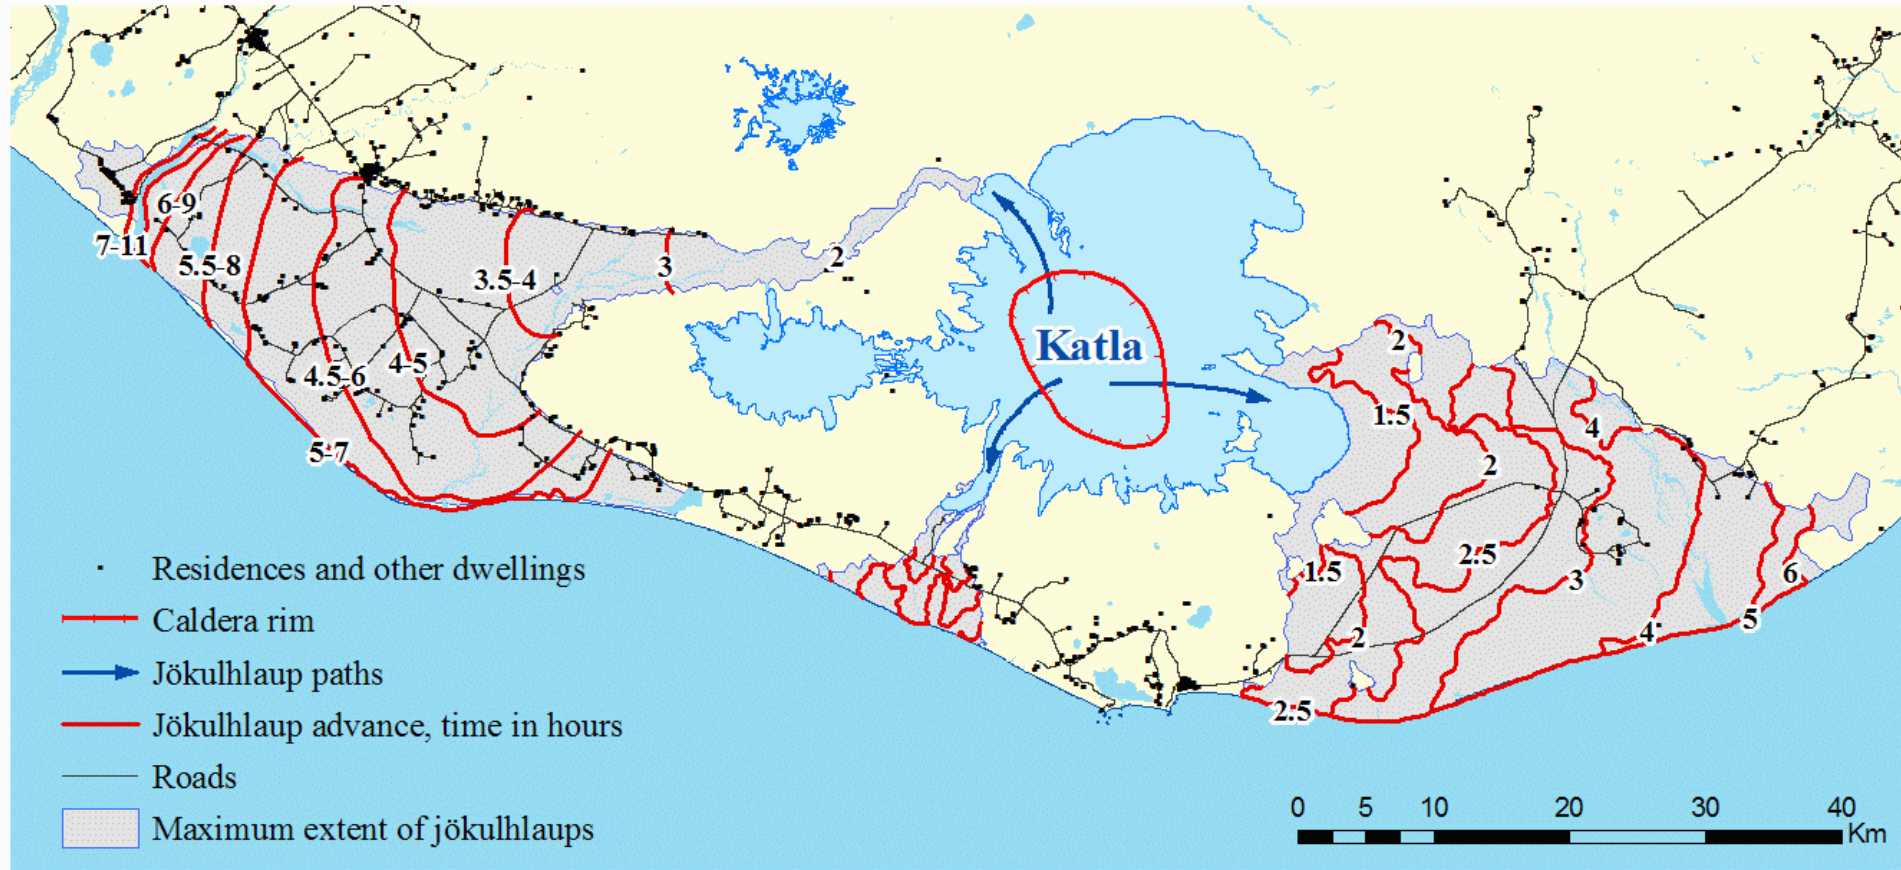 6-9
7-11
5.5-8
3.5-4
3
2
4-5
4.5-6
5-7
Katla
2
1.5
4
2
2.5
1.5
3
6
2
4
5
2.5
Residences and other dwellings
Caldera rim
Jökulhlaup paths
Jökulhlaup advance, time in hours
Roads
Maximum extent of jökulhlaups
0 5 10 20 30 40
Km